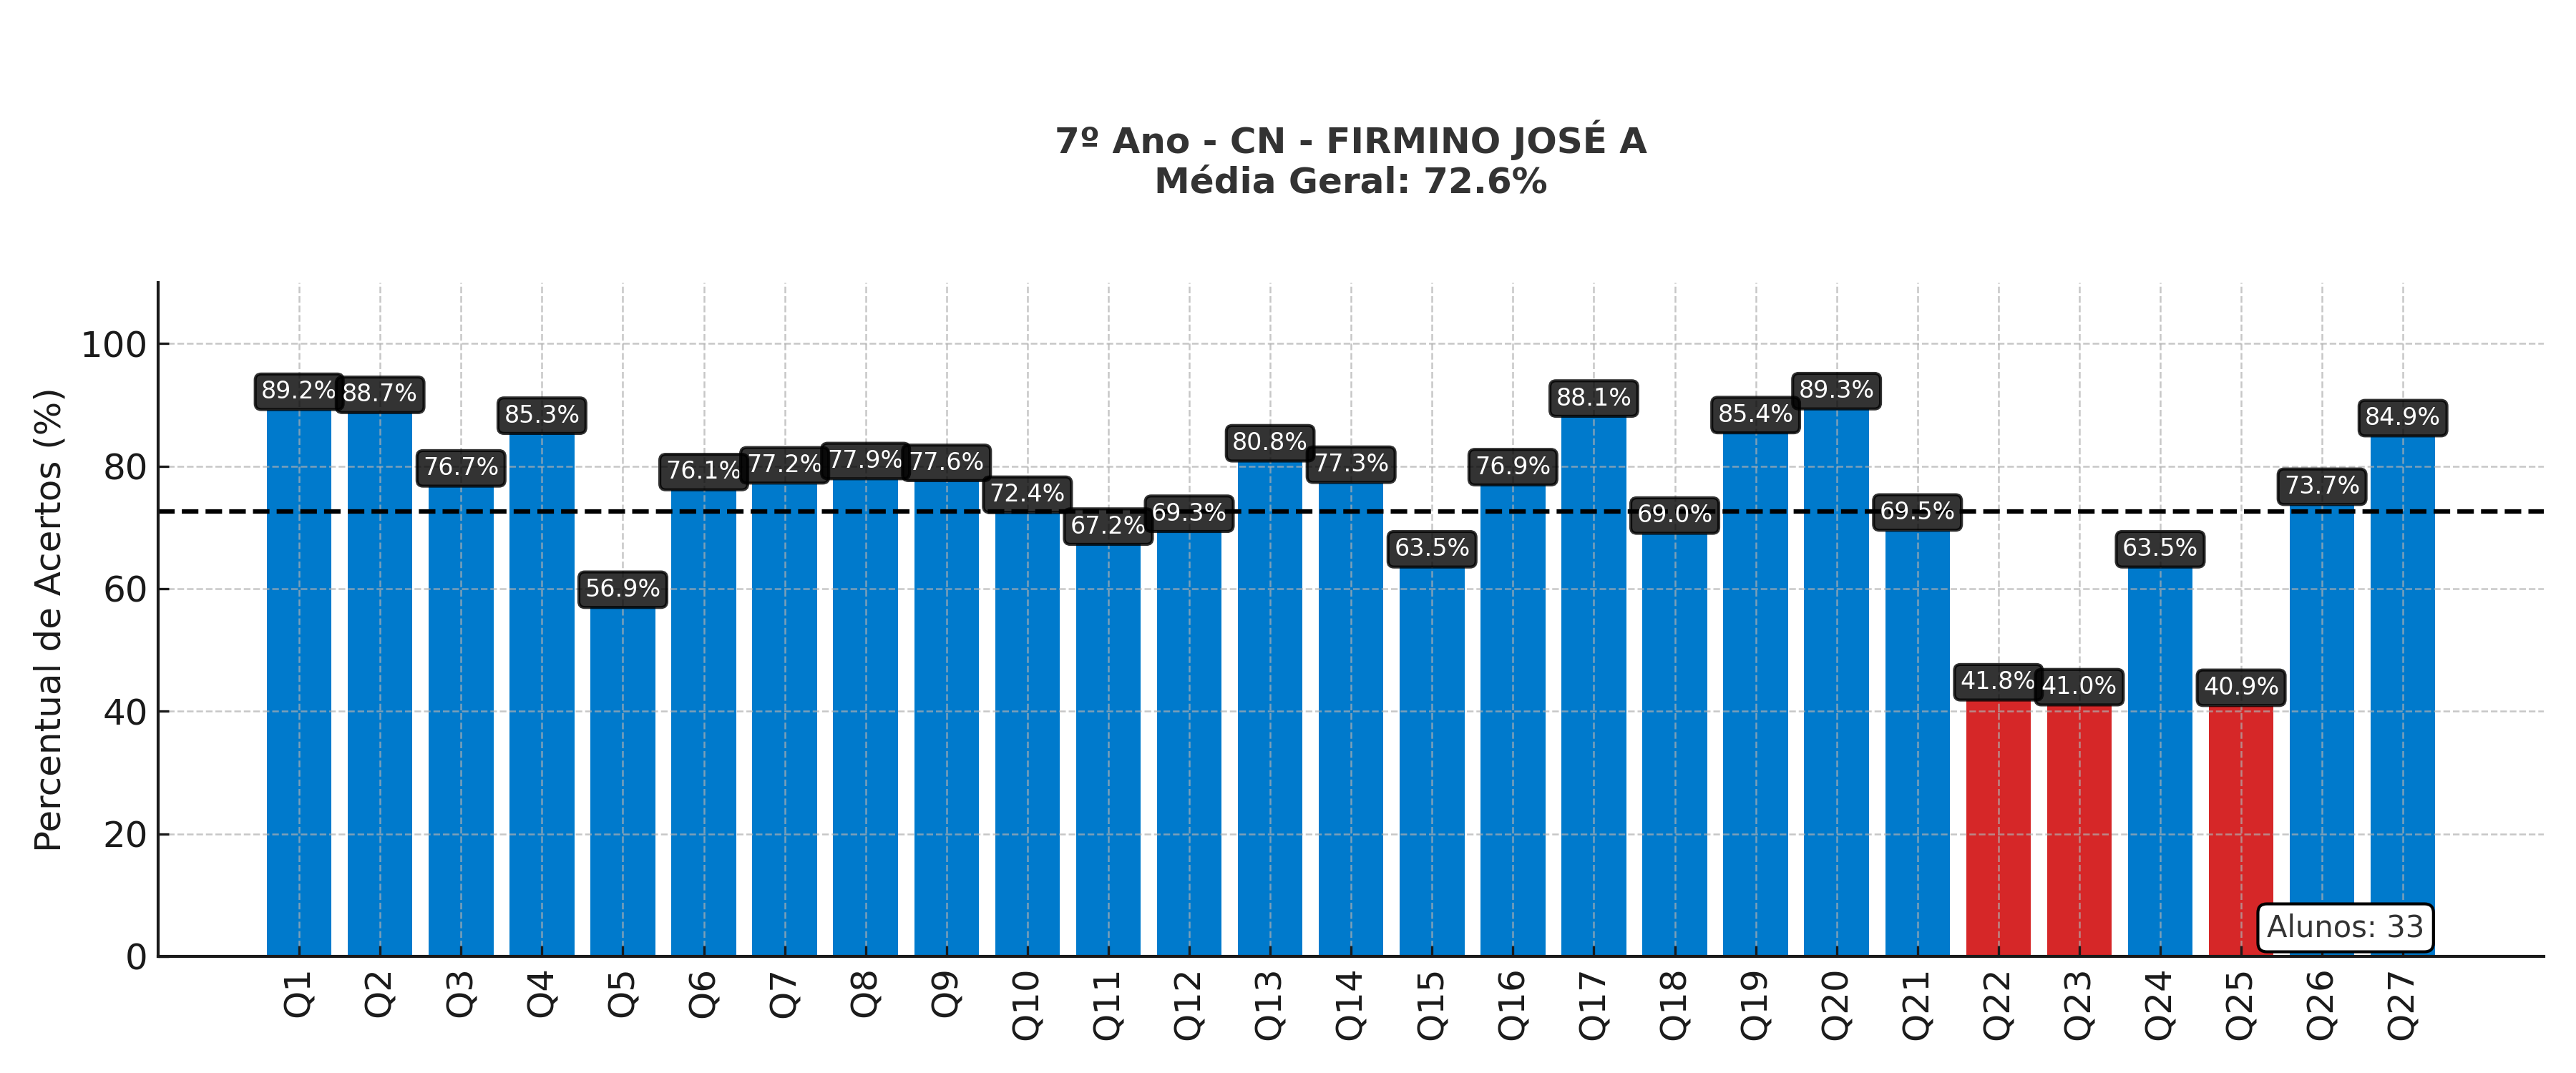 7º Ano - CN - FIRMINO JOSÉ A
Média Geral: 72.6%
Percentual de Acertos (%)
100
80
60
40
20
0
89.2%
88.7%
76.7%
85.3%
56.9%
76.1%
77.2%
77.9%
77.6%
72.4%
67.2%
69.3%
80.8%
77.3%
63.5%
76.9%
88.1%
69.0%
85.4%
89.3%
69.5%
41.8%
41.0%
63.5%
40.9%
73.7%
84.9%
Alunos: 33
Q1
Q2
Q3
Q4
Q5
Q6
Q7
Q8
Q9
Q10
Q11
Q12
Q13
Q14
Q15
Q16
Q17
Q18
Q19
Q20
Q21
Q22
Q23
Q24
Q25
Q26
Q27